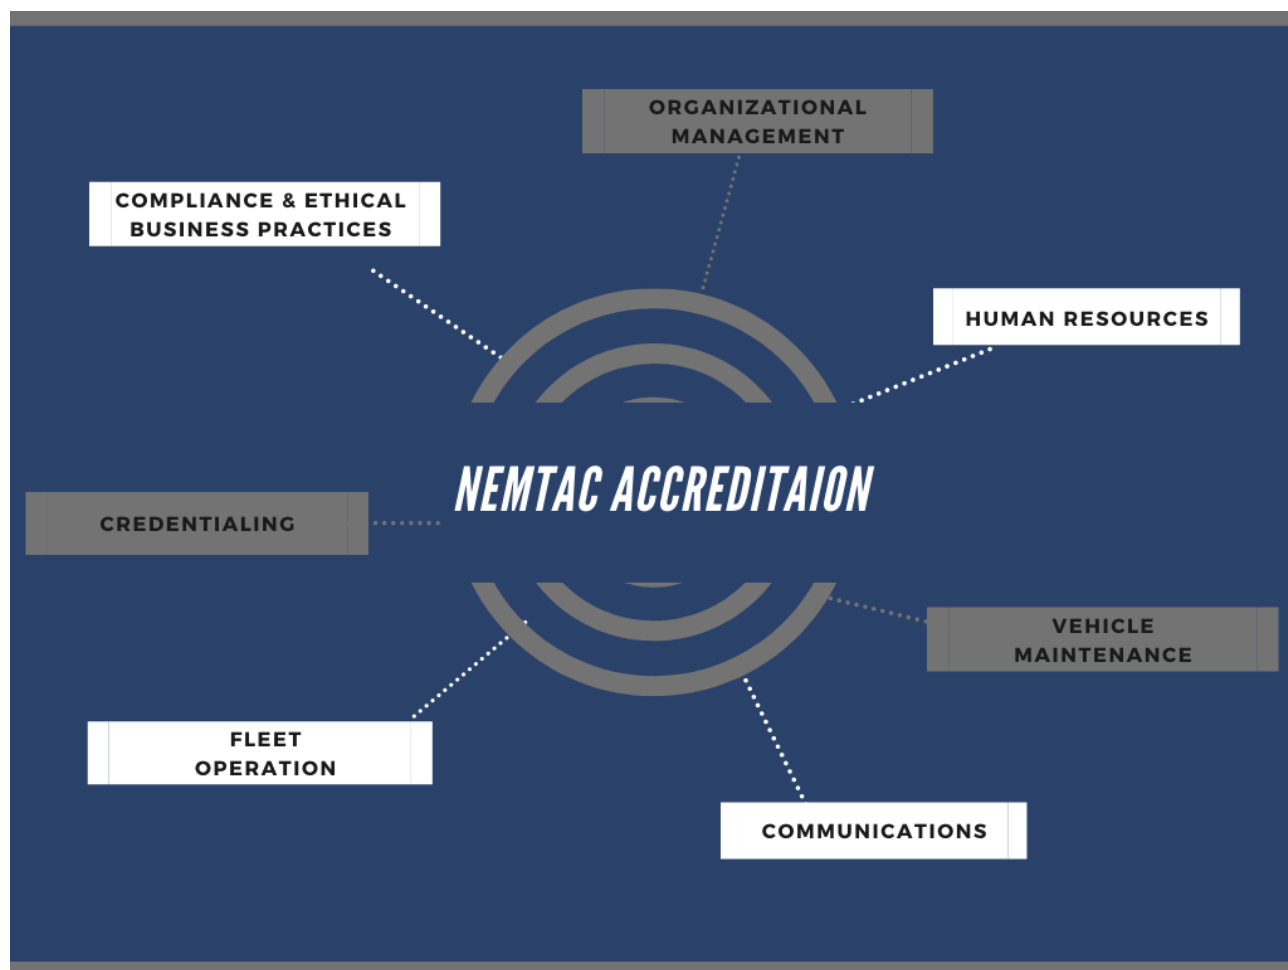 ORGANIZATIONAL
MANAGEMENT
COMPLIANCE & ETHICAL
BUSINESS PRACTICES
HUMAN RESOURCES
NEMTAC ACCREDITAION
CREDENTIALING
VEHICLE
MAINTENANCE
FLEET
OPERATION
COMMUNICATIONS